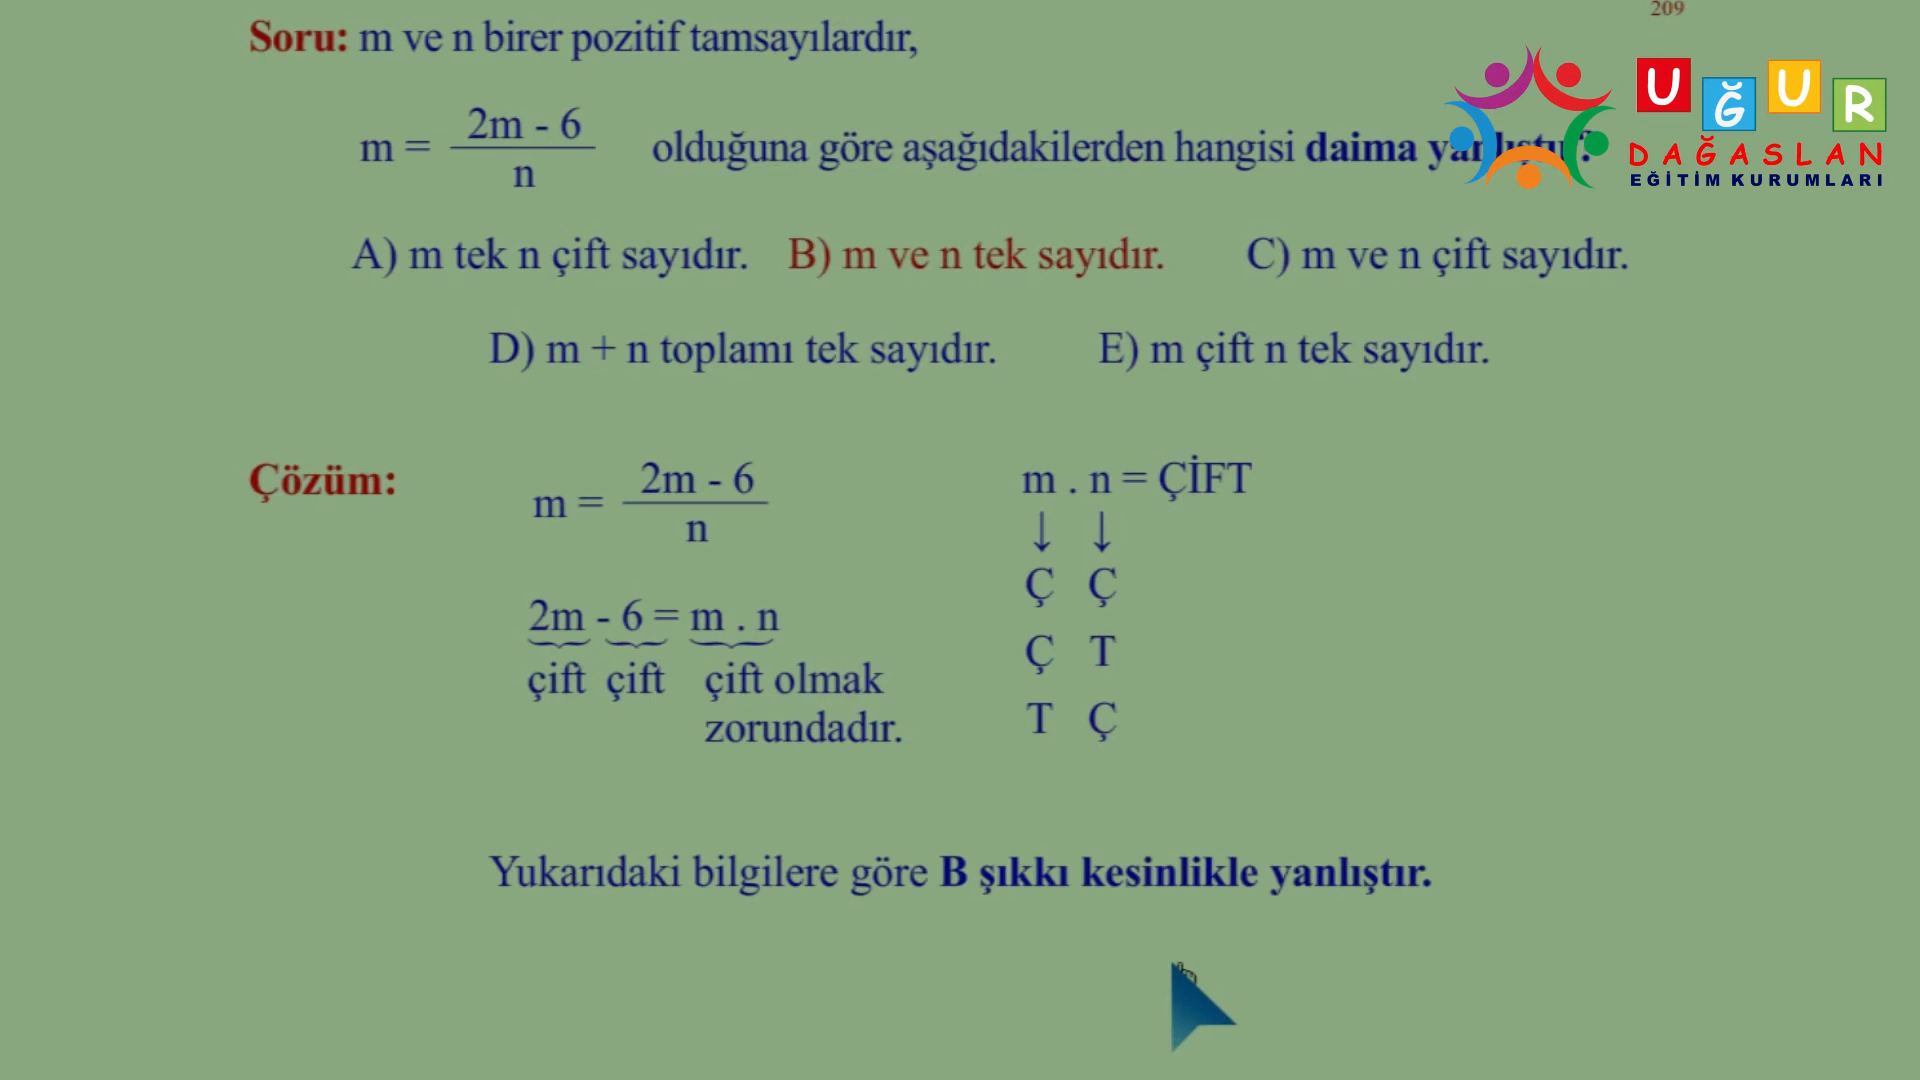 209
Soru: m ve n birer pozitif tamsayılardır,
m = 2m - 6 / n olduğuna göre aşağıdakilerden hangisi daima yanlıştır?
UĞUR
DAĞASLAN
EĞİTİM KURUMLARI
A) m tek n çift sayıdır. B) m ve n tek sayıdır. C) m ve n çift sayıdır.
D) m + n toplamı tek sayıdır. E) m çift n tek sayıdır.
Çözüm:
m = 2m - 6 / n
2m - 6 = m . n
çift çift çift olmak
zorundadır.
m . n = ÇİFT
↓ ↓
Ç Ç
Ç T
T Ç
Yukarıdaki bilgilere göre B şıkkı kesinlikle yanlıştır.